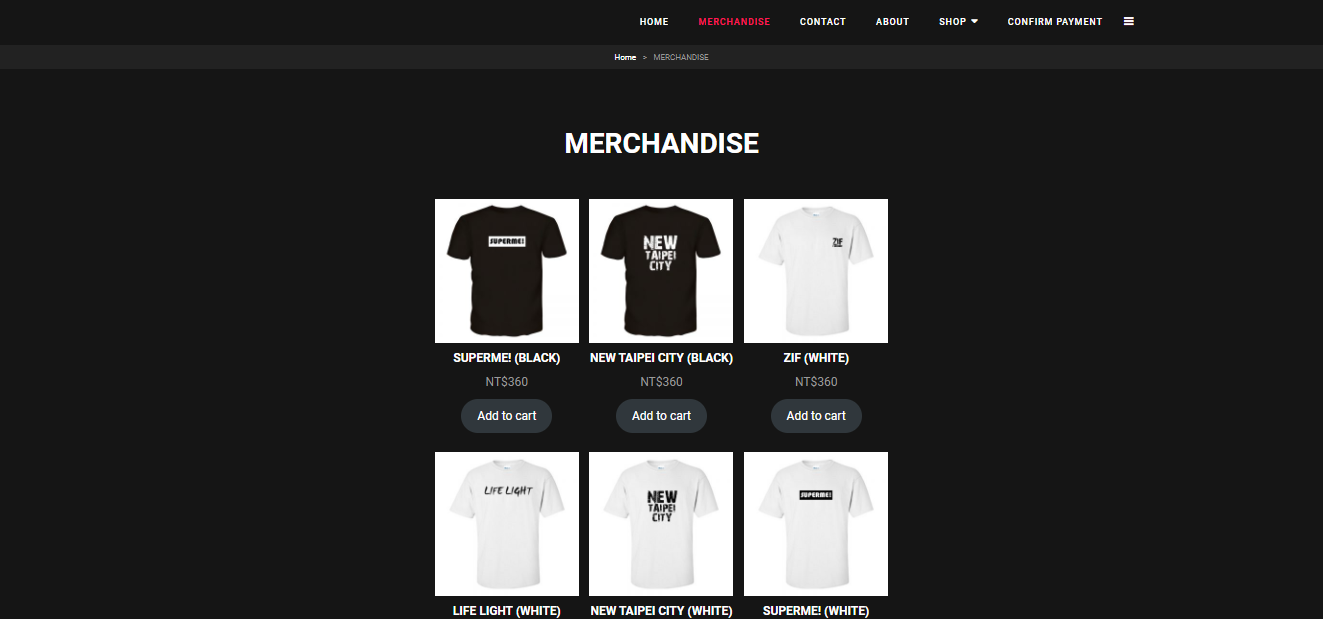 HOME MERCHANDISE CONTACT ABOUT SHOP CONFIRM PAYMENT
Home > MERCHANDISE
MERCHANDISE
SUPERME!
NEW
TAIPEI
CITY
ZIF
SUPERME! (BLACK) NEW TAIPEI CITY (BLACK) ZIF (WHITE)
NT$360 NT$360 NT$360
Add to cart Add to cart Add to cart
LIFE LIGHT
NEW
TAIPEI
CITY
SUPERME!
LIFE LIGHT (WHITE) NEW TAIPEI CITY (WHITE) SUPERME! (WHITE)